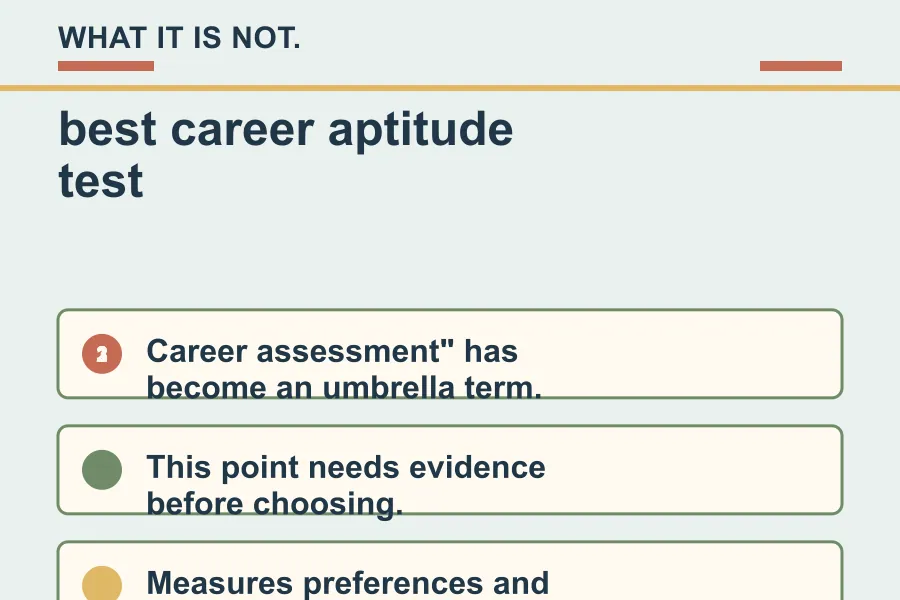 WHAT IT IS NOT.
best career aptitude
test
Career assessment" has
become an umbrella term.
This point needs evidence
before choosing.
Measures preferences and